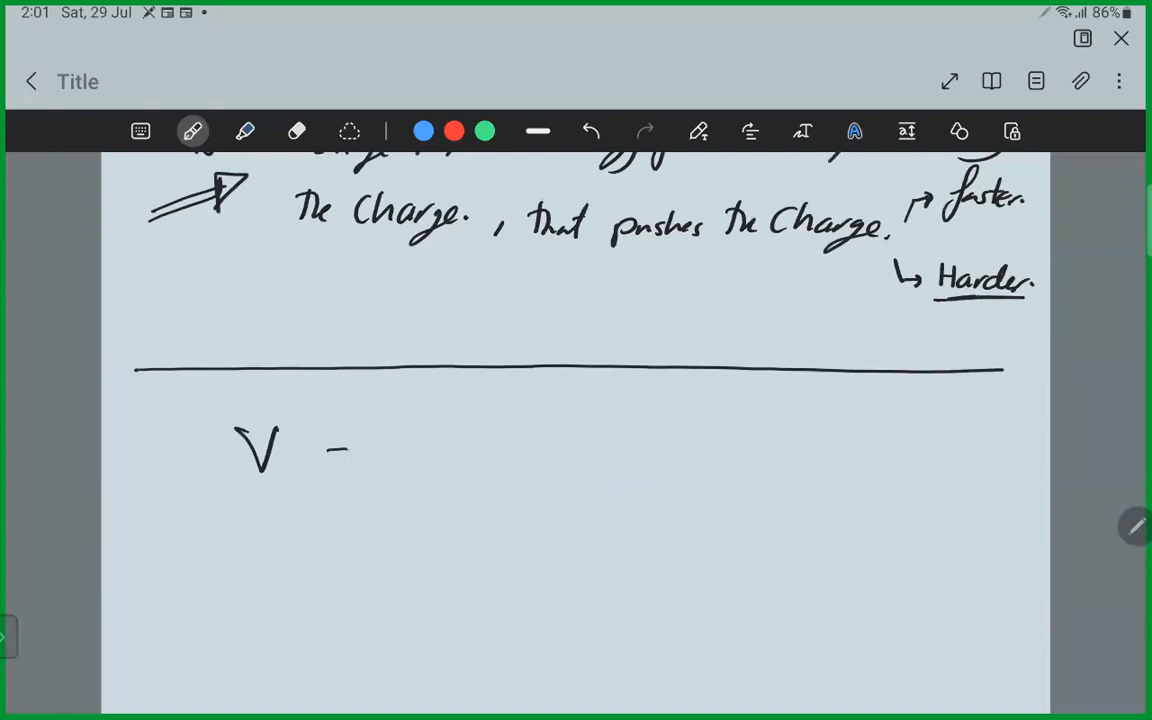 2:01 Sat, 29 Jul
86%
Title
faster.
The Charge. , that pushes the Charge.
Harder.
V -